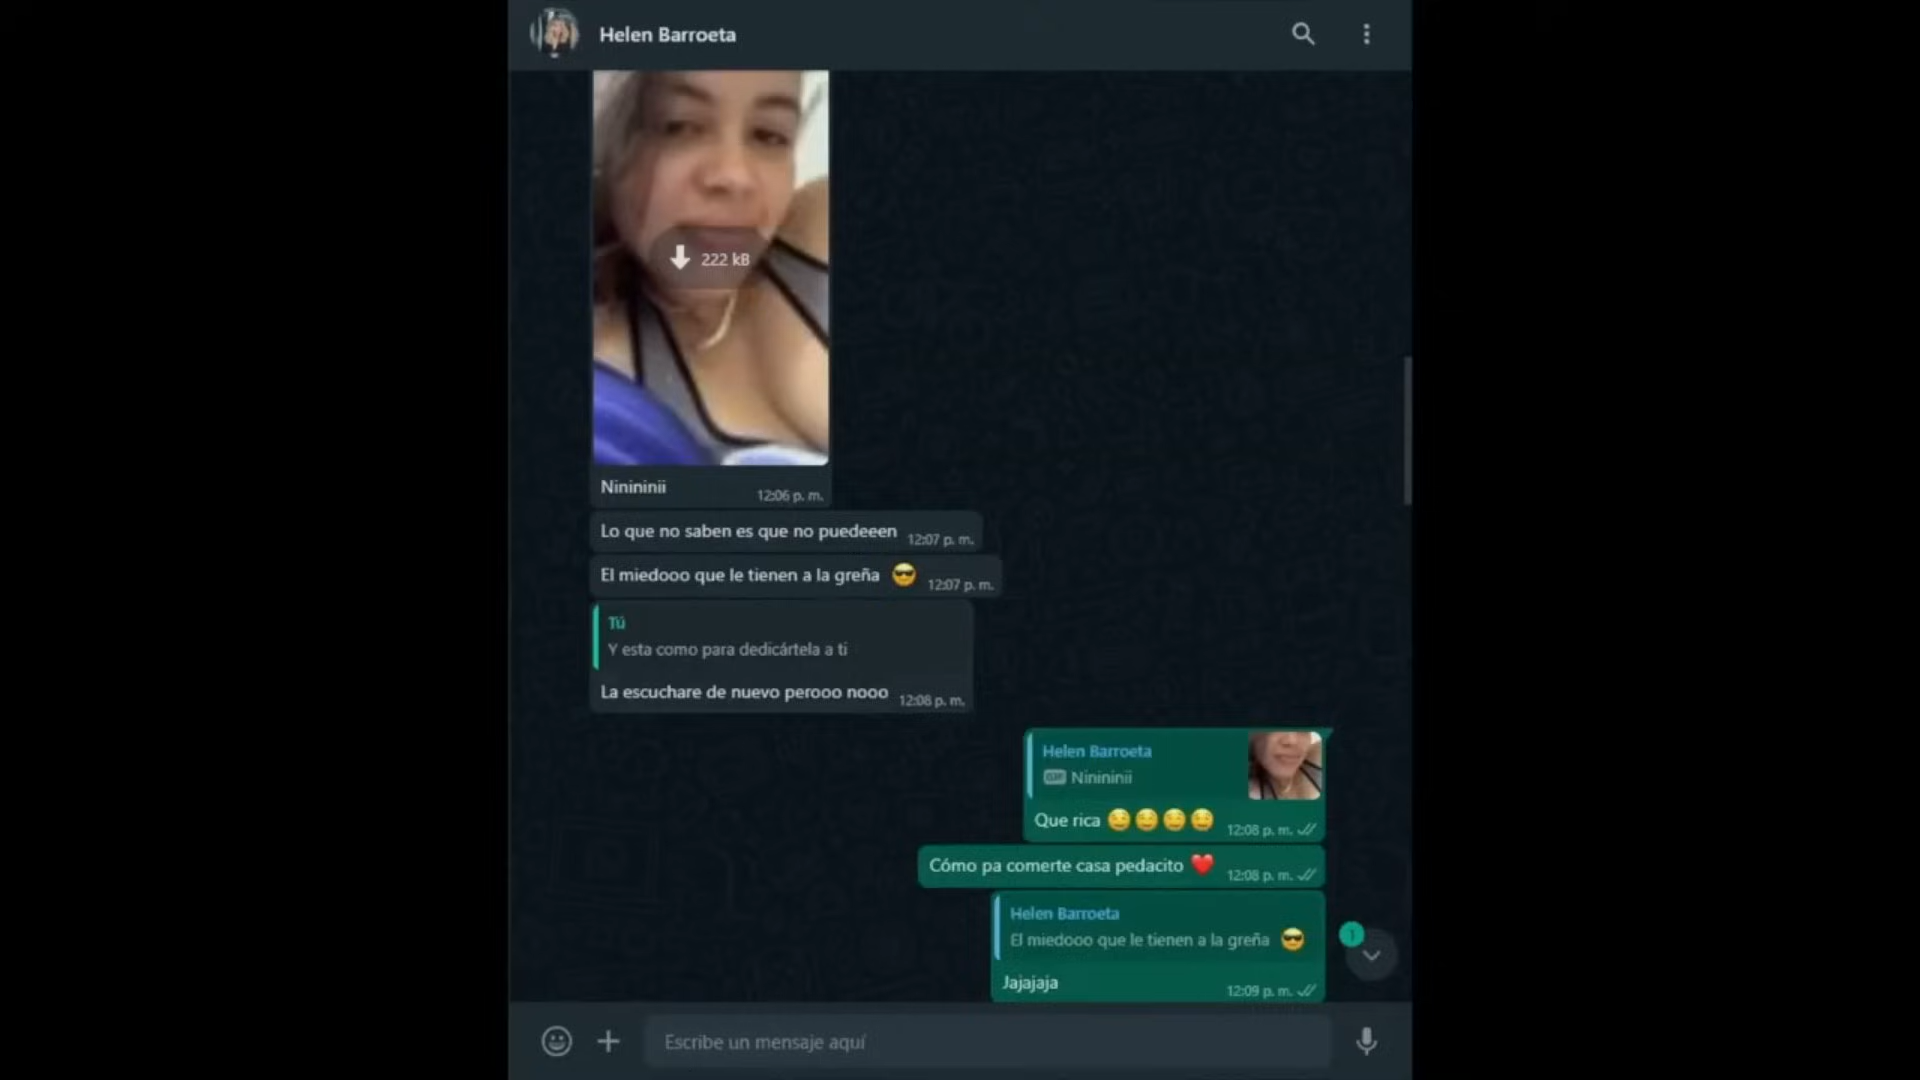 Helen Barroeta
222 kB
Ninininii
12:06 p. m.
Lo que no saben es que no puedeeen 12:07 p. m.
El miedooo que le tienen a la greña 😎 12:07 p. m.
Tú
Y esta como para dedicártela a ti
La escuchare de nuevo perooo nooo 12:08 p. m.
Helen Barroeta
GIF Ninininii
Que rica 🤤🤤🤤🤤 12:08 p. m.
Cómo pa comerte casa pedacito ❤️ 12:08 p. m.
Helen Barroeta
El miedooo que le tienen a la greña 😎
1
Jajajaja 12:09 p. m.
Escribe un mensaje aquí